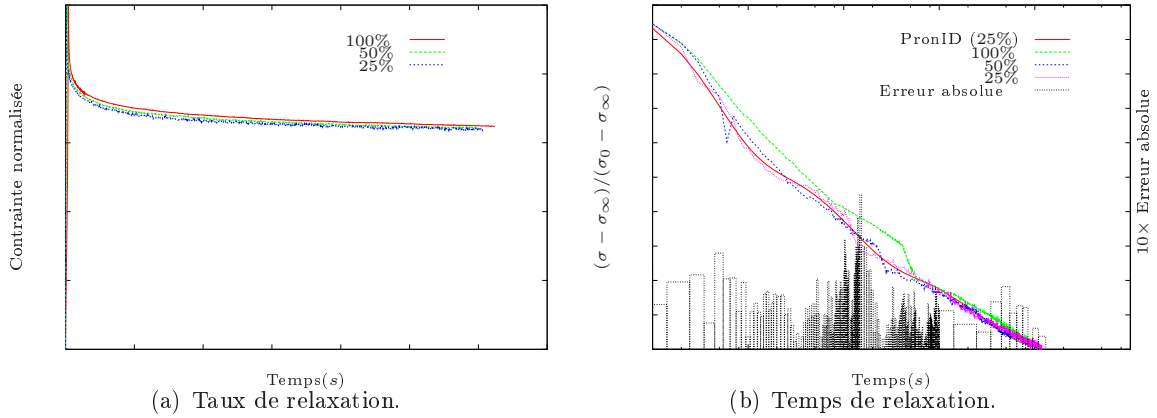 Contrainte normalisée
100%
50%
25%
Temps(s)
(a) Taux de relaxation.
(σ − σ∞)/(σ0 − σ∞)
PronID (25%)
100%
50%
25%
Erreur absolue
10× Erreur absolue
Temps(s)
(b) Temps de relaxation.